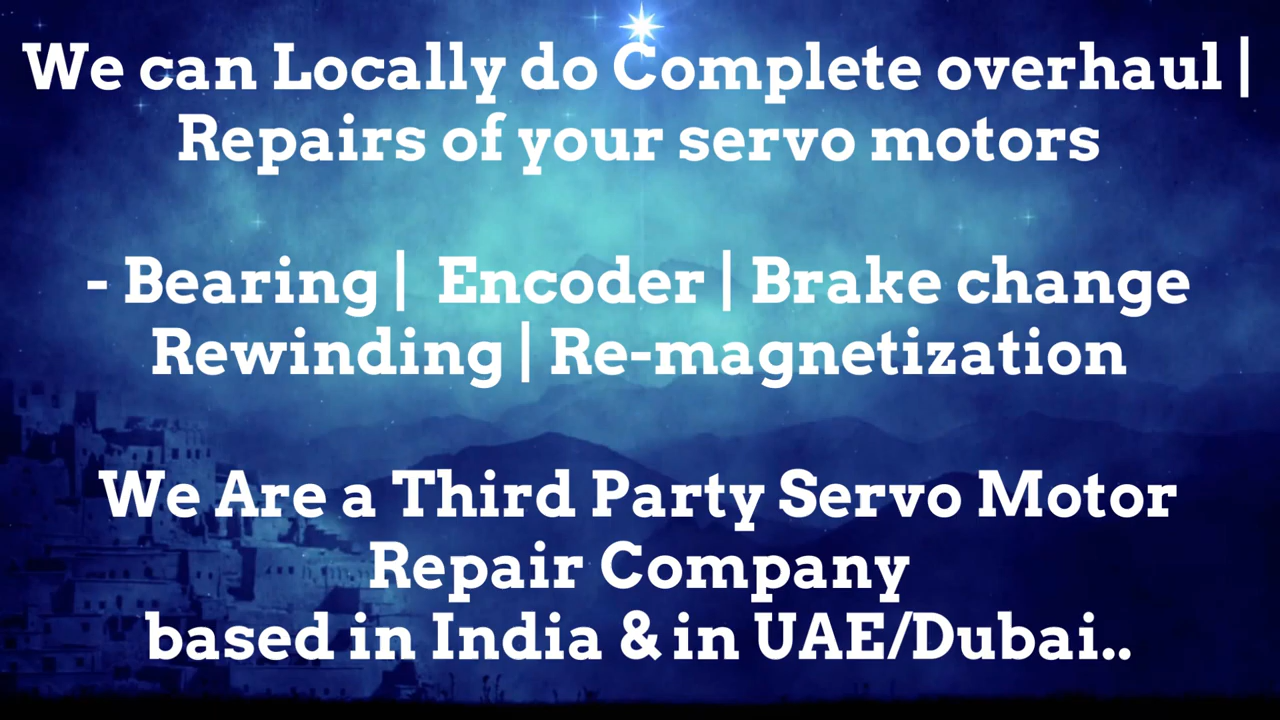 We can Locally do Complete overhaul |
Repairs of your servo motors
- Bearing | Encoder | Brake change
Rewinding | Re-magnetization
We Are a Third Party Servo Motor
Repair Company
based in India & in UAE/Dubai..